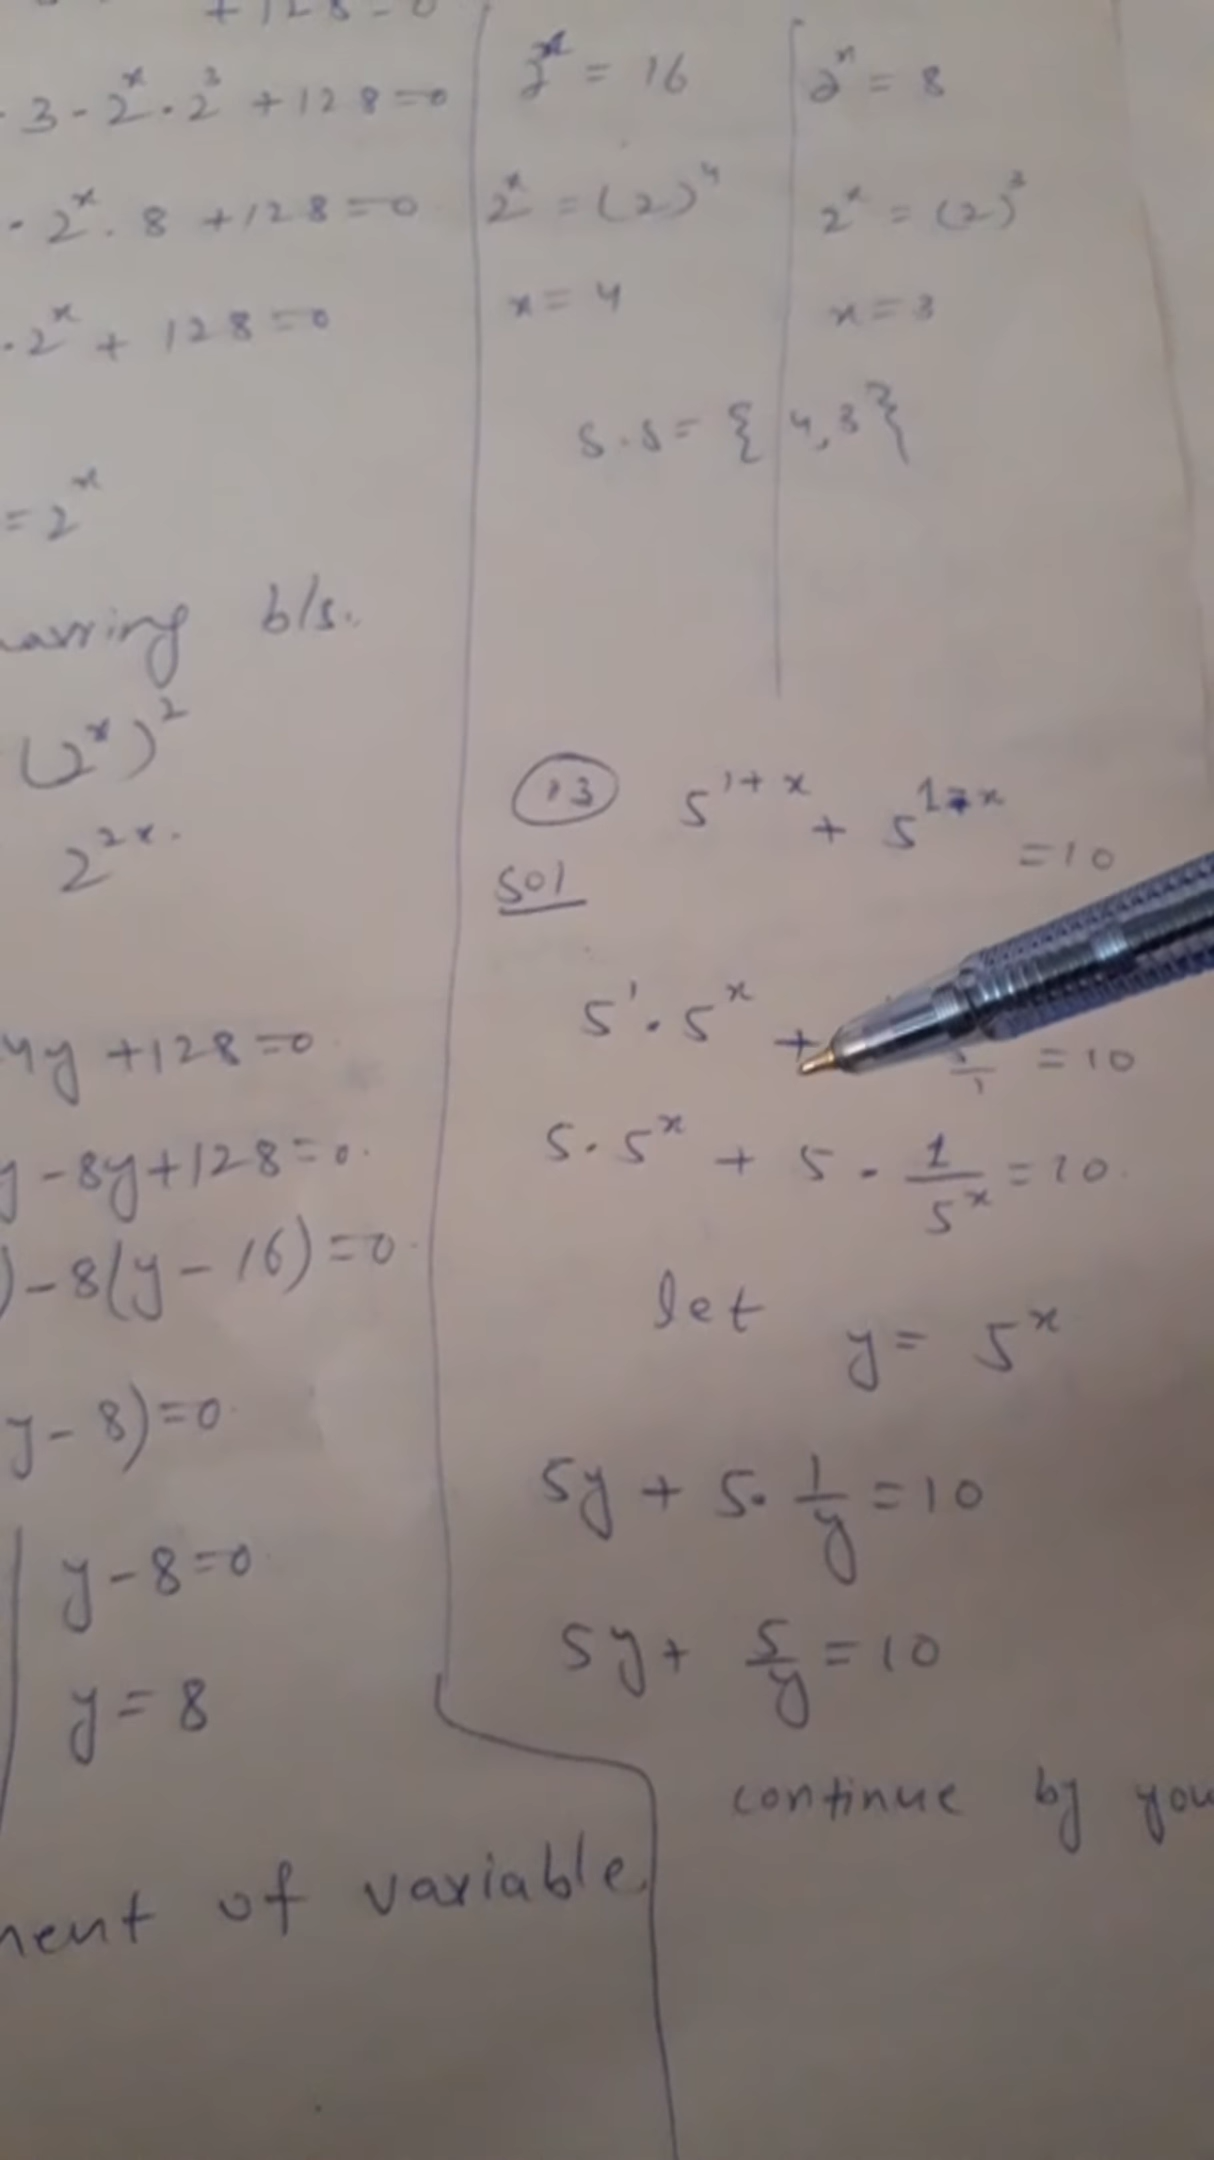 +128=0
3-2^x·2^3+128=0
·2^x·8+128=0
·2^x+128=0
=2^x
b/s.
(2^x)^2
2^2x.
4y+128=0
y-8y+128=0.
)-8(y-16)=0
y-8)=0
y-8=0
y=8
of variable
2^x=16
2^x=(2)^4
x=4
2^x=8
2^x=(2)^3
x=3
S.S={4,3}
(13) 5^1+x + 5^1-x =10
Sol
5^1·5^x + =10
5·5^x+5·1/5^x=10.
let y=5^x
5y+5·1/y=10
5y+5/y=10
continue by you